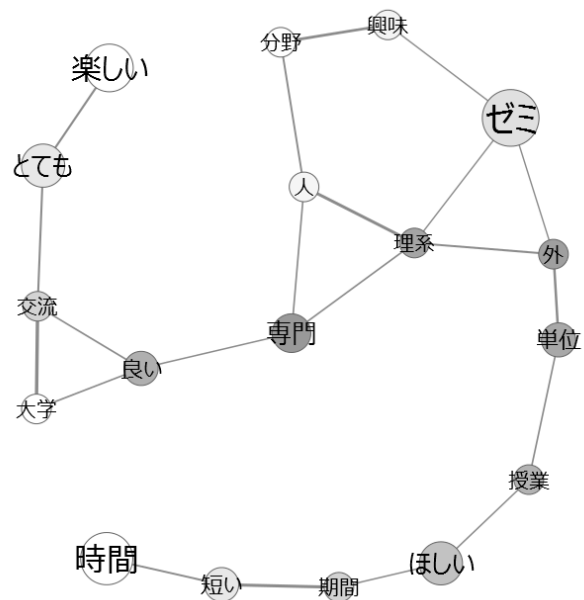 興味
分野
楽しい
ゼミ
とても
人
理系
外
交流
専門
単位
良い
大学
授業
時間
ほしい
短い
期間